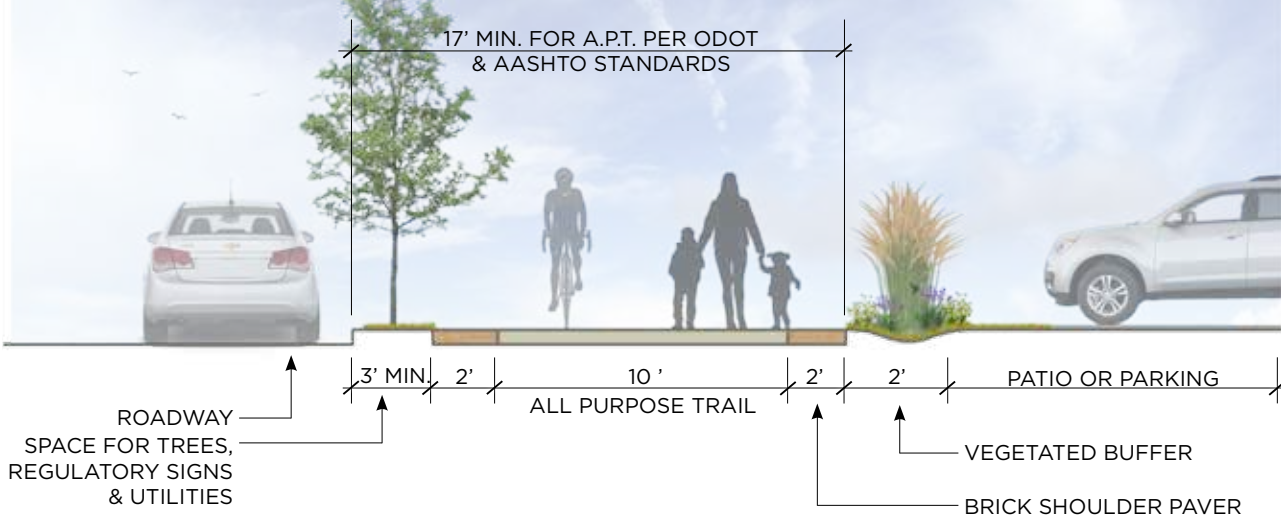 17’ MIN. FOR A.P.T. PER ODOT
& AASHTO STANDARDS
3’ MIN.
2’
10 ’
2’
2’
PATIO OR PARKING
ALL PURPOSE TRAIL
ROADWAY
SPACE FOR TREES,
REGULATORY SIGNS
& UTILITIES
VEGETATED BUFFER
BRICK SHOULDER PAVER